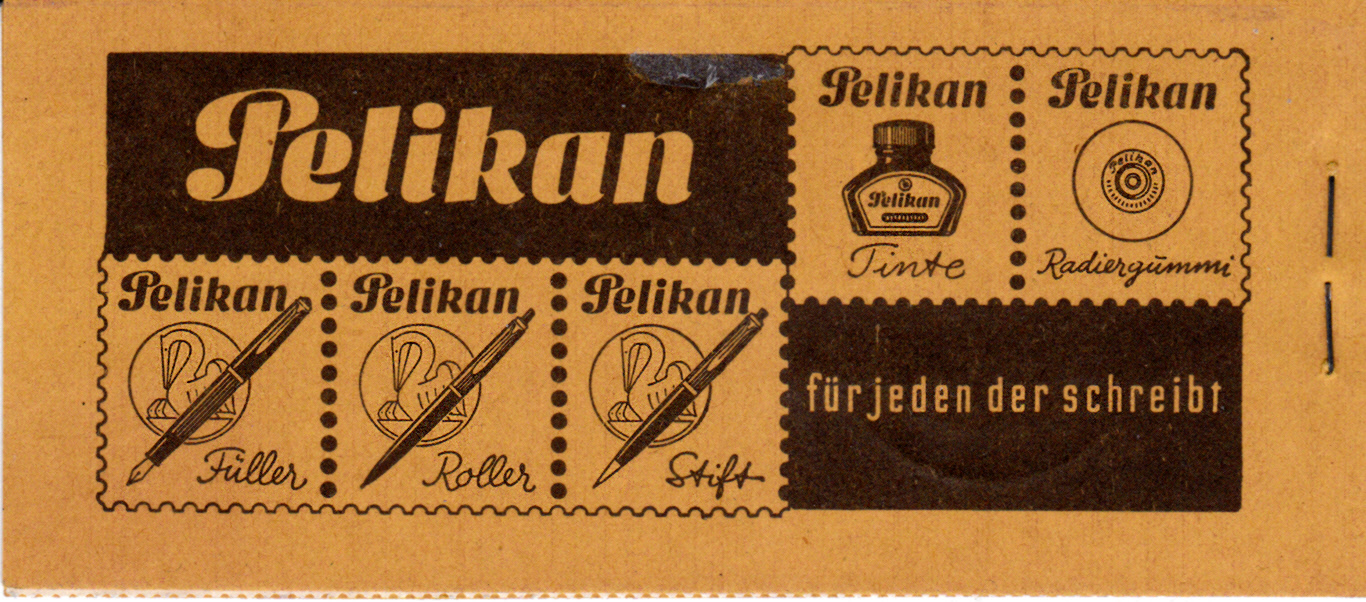 Pelikan
Pelikan
Tinte
Pelikan
Pelikan
Radiergummi
Pelikan
Füller
Pelikan
Roller
Pelikan
Stift
für jeden der schreibt